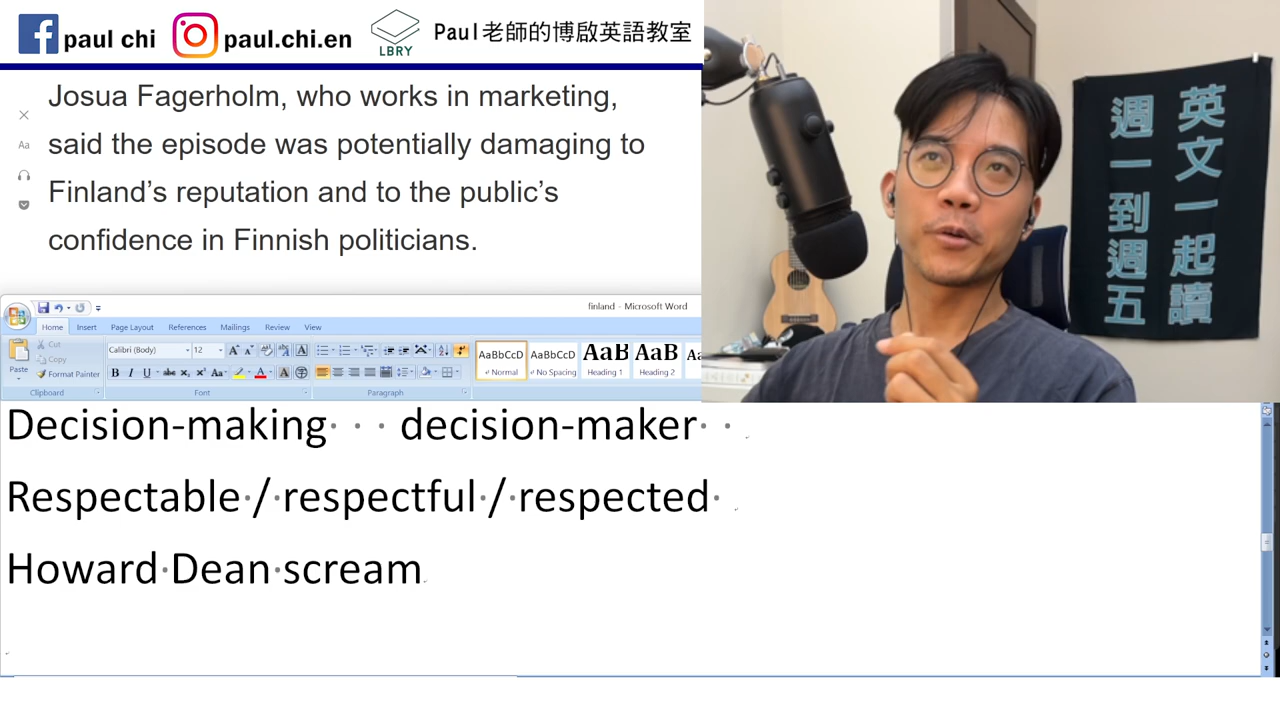 paul chi
paul.chi.en
LBRY
Paul老師的博啟英語教室
Josua Fagerholm, who works in marketing,
said the episode was potentially damaging to
Finland’s reputation and to the public’s
confidence in Finnish politicians.
Aa
finland - Microsoft Word
Home Insert Page Layout References Mailings Review View
Cut
Copy
Format Painter
Paste
Calibri (Body) 12
AaBbCcD AaBbCcD AaBb AaBb
Normal No Spacing Heading 1 Heading 2
Clipboard Font Paragraph
Decision-making decision-maker
Respectable / respectful / respected
Howard Dean scream
英文一起讀
週一到週五